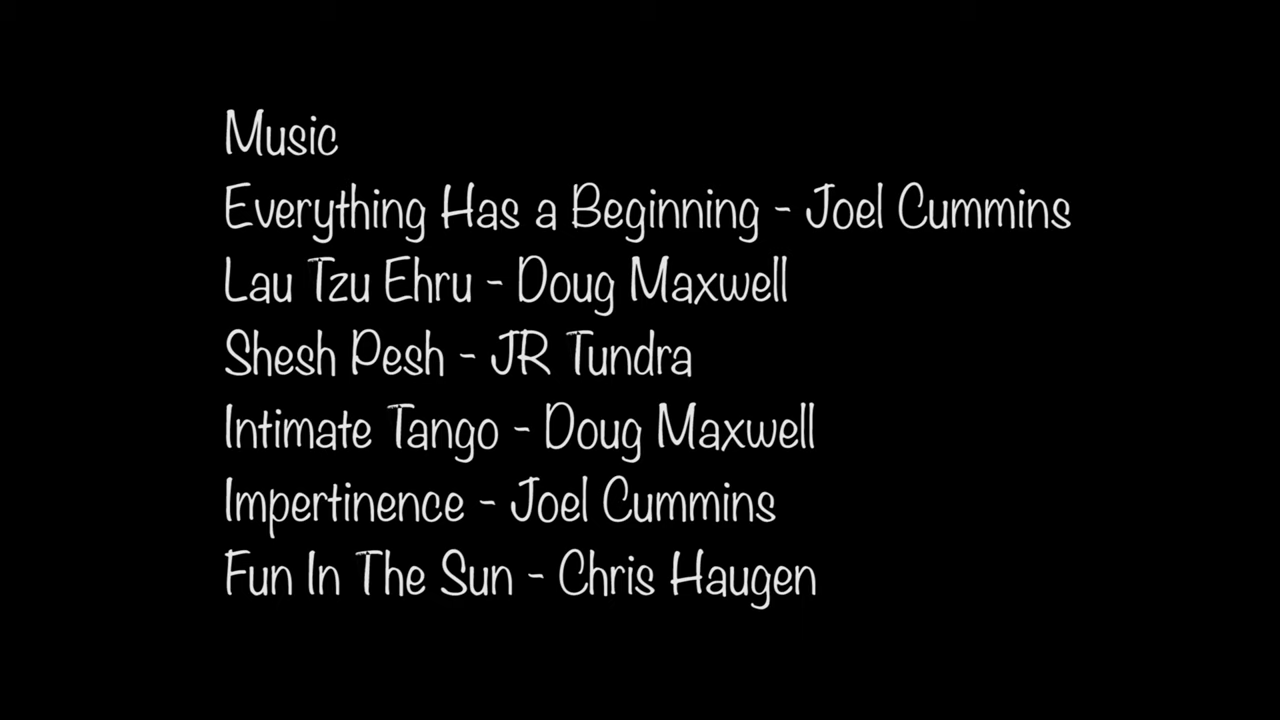 Music
Everything Has a Beginning - Joel Cummins
Lau Tzu Ehru - Doug Maxwell
Shesh Pesh - JR Tundra
Intimate Tango - Doug Maxwell
Impertinence - Joel Cummins
Fun In The Sun - Chris Haugen